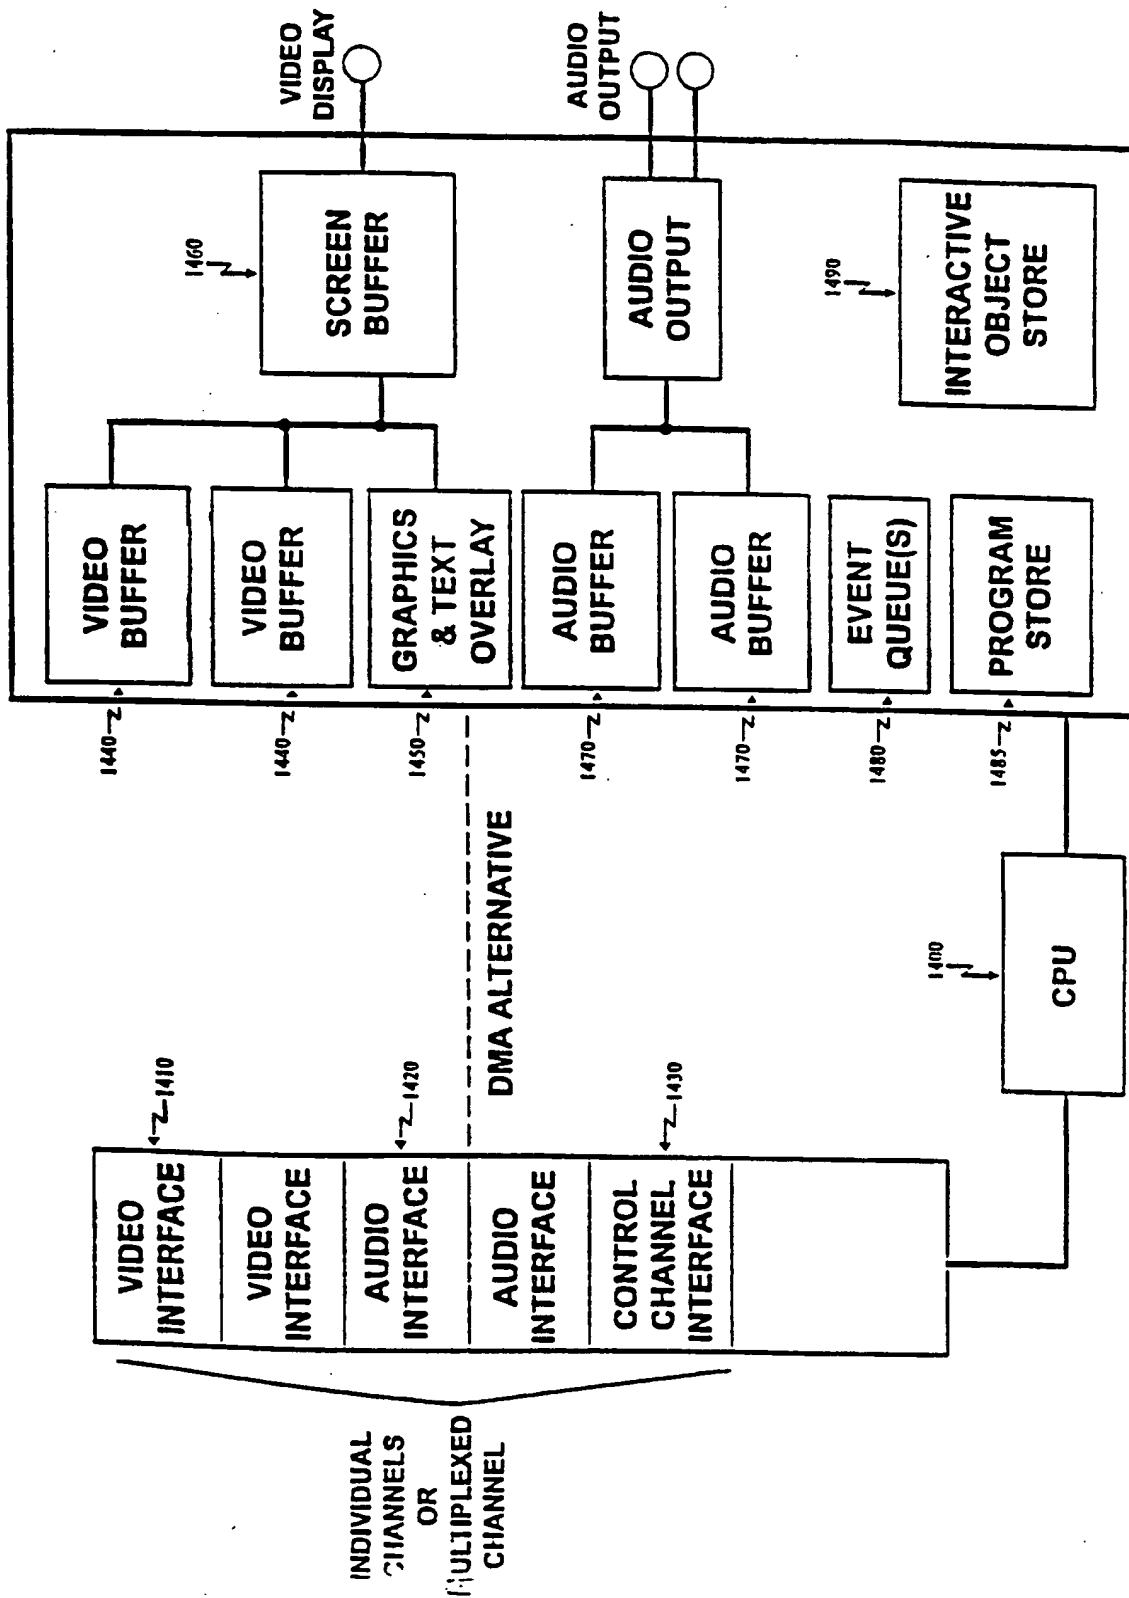 INDIVIDUAL
CHANNELS
OR
MULTIPLEXED
CHANNEL
VIDEO
INTERFACE
1410
VIDEO
INTERFACE
AUDIO
INTERFACE
1420
AUDIO
INTERFACE
CONTROL
CHANNEL
INTERFACE
1430
DMA ALTERNATIVE
1400
CPU
1440
VIDEO
BUFFER
1440
VIDEO
BUFFER
1450
GRAPHICS
& TEXT
OVERLAY
1470
AUDIO
BUFFER
1470
AUDIO
BUFFER
1480
EVENT
QUEUE(S)
1485
PROGRAM
STORE
1460
SCREEN
BUFFER
AUDIO
OUTPUT
1490
INTERACTIVE
OBJECT
STORE
VIDEO
DISPLAY
AUDIO
OUTPUT